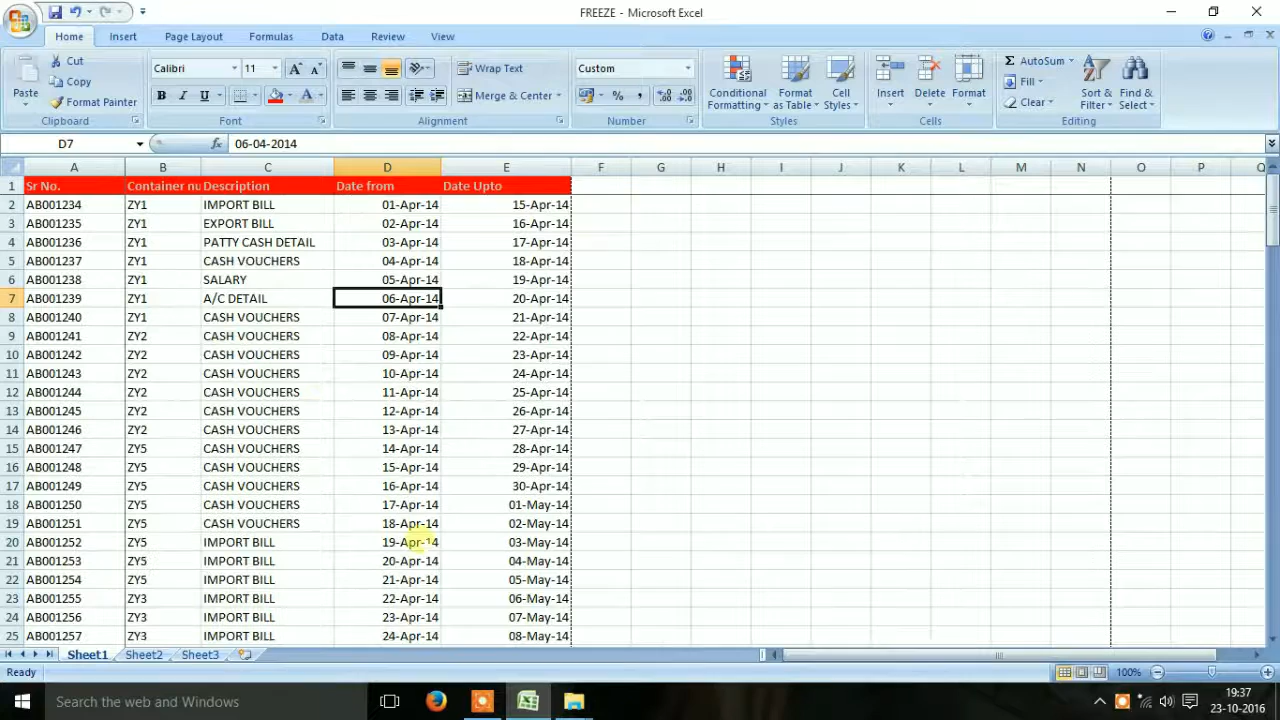 FREEZE - Microsoft Excel
Home Insert Page Layout Formulas Data Review View
Cut
Copy
Format Painter
Paste
Clipboard
Calibri 11
B I U
Font
Wrap Text
Merge & Center
Alignment
Custom
%
Number
Conditional Formatting
Format as Table
Cell Styles
Styles
Insert Delete Format
Cells
Σ AutoSum
Fill
Clear
Sort & Filter
Find & Select
Editing
D7 fx 06-04-2014
A B C D E F G H I J K L M N O P Q
1 Sr No. Container nu Description Date from Date Upto
2 AB001234 ZY1 IMPORT BILL 01-Apr-14 15-Apr-14
3 AB001235 ZY1 EXPORT BILL 02-Apr-14 16-Apr-14
4 AB001236 ZY1 PATTY CASH DETAIL 03-Apr-14 17-Apr-14
5 AB001237 ZY1 CASH VOUCHERS 04-Apr-14 18-Apr-14
6 AB001238 ZY1 SALARY 05-Apr-14 19-Apr-14
7 AB001239 ZY1 A/C DETAIL 06-Apr-14 20-Apr-14
8 AB001240 ZY1 CASH VOUCHERS 07-Apr-14 21-Apr-14
9 AB001241 ZY2 CASH VOUCHERS 08-Apr-14 22-Apr-14
10 AB001242 ZY2 CASH VOUCHERS 09-Apr-14 23-Apr-14
11 AB001243 ZY2 CASH VOUCHERS 10-Apr-14 24-Apr-14
12 AB001244 ZY2 CASH VOUCHERS 11-Apr-14 25-Apr-14
13 AB001245 ZY2 CASH VOUCHERS 12-Apr-14 26-Apr-14
14 AB001246 ZY2 CASH VOUCHERS 13-Apr-14 27-Apr-14
15 AB001247 ZY5 CASH VOUCHERS 14-Apr-14 28-Apr-14
16 AB001248 ZY5 CASH VOUCHERS 15-Apr-14 29-Apr-14
17 AB001249 ZY5 CASH VOUCHERS 16-Apr-14 30-Apr-14
18 AB001250 ZY5 CASH VOUCHERS 17-Apr-14 01-May-14
19 AB001251 ZY5 CASH VOUCHERS 18-Apr-14 02-May-14
20 AB001252 ZY5 IMPORT BILL 19-Apr-14 03-May-14
21 AB001253 ZY5 IMPORT BILL 20-Apr-14 04-May-14
22 AB001254 ZY5 IMPORT BILL 21-Apr-14 05-May-14
23 AB001255 ZY3 IMPORT BILL 22-Apr-14 06-May-14
24 AB001256 ZY3 IMPORT BILL 23-Apr-14 07-May-14
25 AB001257 ZY3 IMPORT BILL 24-Apr-14 08-May-14
Sheet1 Sheet2 Sheet3
Ready 100%
Search the web and Windows
19:37
23-10-2016